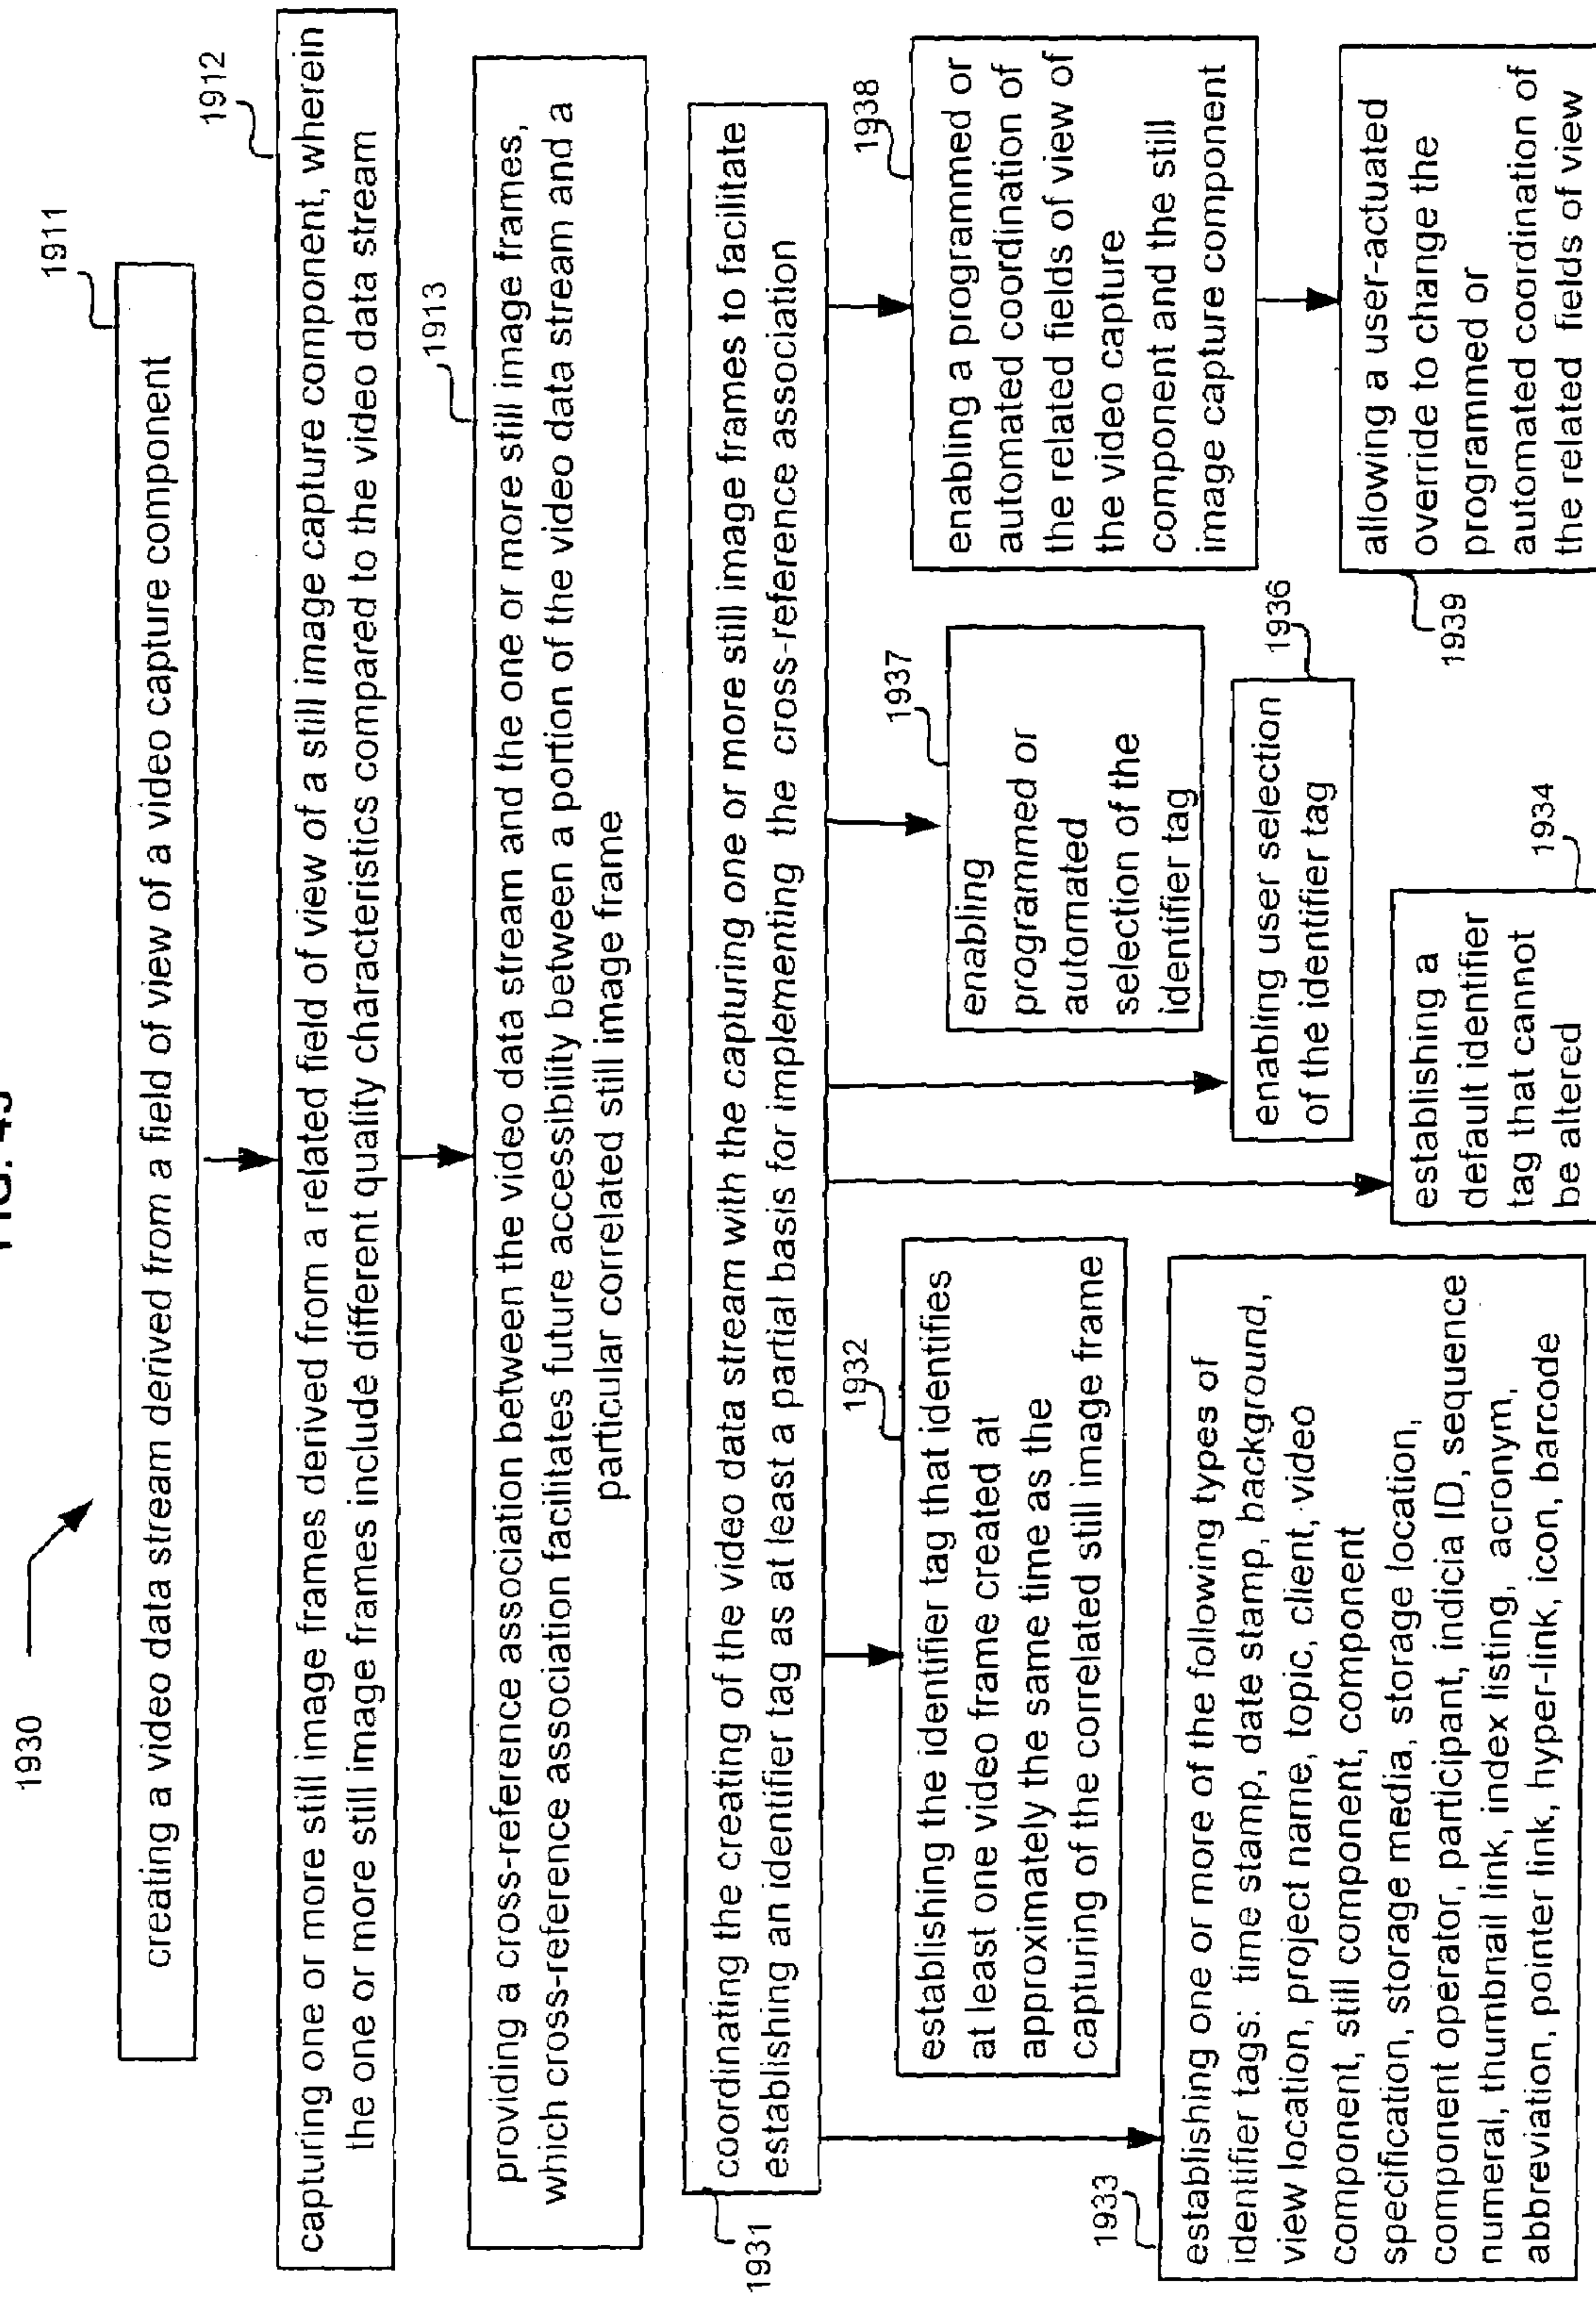 FIG. 45
1930
1911
creating a video data stream derived from a field of view of a video capture component
1912
capturing one or more still image frames derived from a related field of view of a still image capture component, wherein
the one or more still image frames include different quality characteristics compared to the video data stream
1913
providing a cross-reference association between the video data stream and the one or more still image frames,
which cross-reference association facilitates future accessibility between a portion of the video data stream and a
particular correlated still image frame
1931
coordinating the creating of the video data stream with the capturing one or more still image frames to facilitate
establishing an identifier tag as at least a partial basis for implementing the cross-reference association
1932
establishing the identifier tag that identifies
at least one video frame created at
approximately the same time as the
capturing of the correlated still image frame
1933
establishing one or more of the following types of
identifier tags: time stamp, date stamp, background,
view location, project name, topic, client, video
component, still component, component
specification, storage media, storage location,
component operator, participant, indicia ID, sequence
numeral, thumbnail link, index listing, acronym,
abbreviation, pointer link, hyper-link, icon, barcode
1934
establishing a
default identifier
tag that cannot
be altered
1936
enabling user selection
of the identifier tag
1937
enabling
programmed or
automated
selection of the
identifier tag
1938
enabling a programmed or
automated coordination of
the related fields of view of
the video capture
component and the still
image capture component
1939
allowing a user-actuated
override to change the
programmed or
automated coordination of
the related fields of view